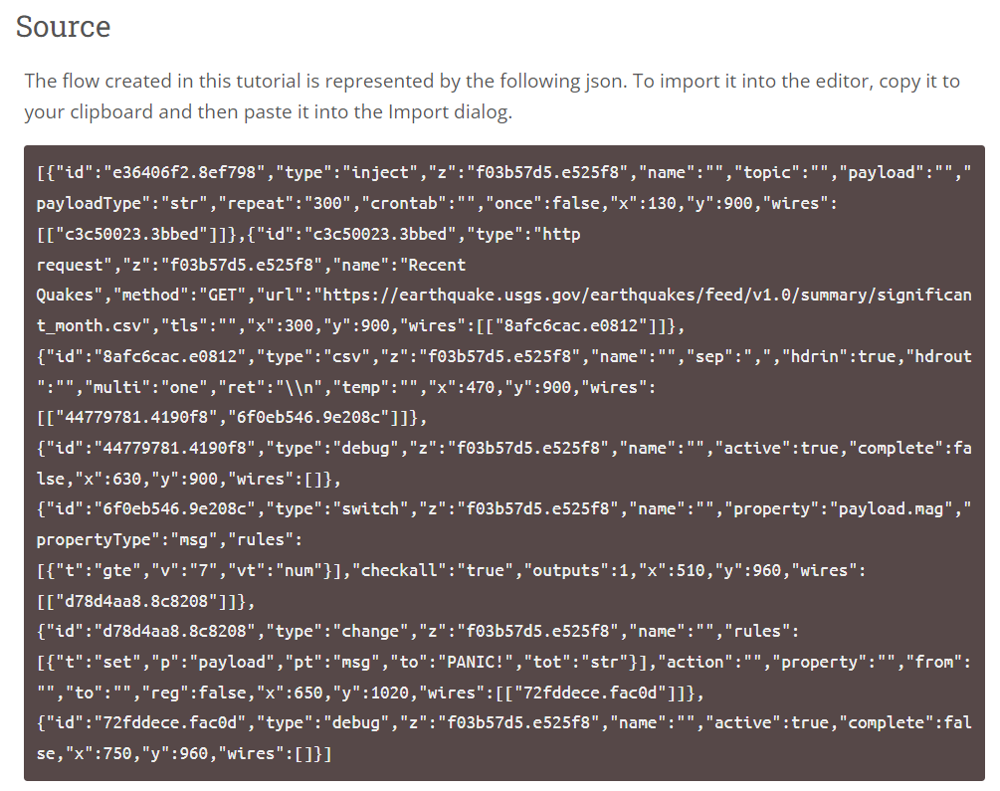 Source
The flow created in this tutorial is represented by the following json. To import it into the editor, copy it to
your clipboard and then paste it into the Import dialog.
[{"id":"e36406f2.8ef798","type":"inject","z":"f03b57d5.e525f8","name":"","topic":"","payload":"","
payloadType":"str","repeat":"300","crontab":"","once":false,"x":130,"y":900,"wires":
[["c3c50023.3bbed"]]},{"id":"c3c50023.3bbed","type":"http
request","z":"f03b57d5.e525f8","name":"Recent
Quakes","method":"GET","url":"https://earthquake.usgs.gov/earthquakes/feed/v1.0/summary/significan
t_month.csv","tls":"","x":300,"y":900,"wires":[["8afc6cac.e0812"]]},
{"id":"8afc6cac.e0812","type":"csv","z":"f03b57d5.e525f8","name":"","sep":",","hdrin":true,"hdrout
":"","multi":"one","ret":"\\n","temp":"","x":470,"y":900,"wires":
[["44779781.4190f8","6f0eb546.9e208c"]]},
{"id":"44779781.4190f8","type":"debug","z":"f03b57d5.e525f8","name":"","active":true,"complete":fa
lse,"x":630,"y":900,"wires":[]},
{"id":"6f0eb546.9e208c","type":"switch","z":"f03b57d5.e525f8","name":"","property":"payload.mag","
propertyType":"msg","rules":
[{"t":"gte","v":"7","vt":"num"}],"checkall":"true","outputs":1,"x":510,"y":960,"wires":
[["d78d4aa8.8c8208"]]},
{"id":"d78d4aa8.8c8208","type":"change","z":"f03b57d5.e525f8","name":"","rules":
[{"t":"set","p":"payload","pt":"msg","to":"PANIC!","tot":"str"}],"action":"","property":"","from":
"","to":"","reg":false,"x":650,"y":1020,"wires":[["72fddece.fac0d"]]},
{"id":"72fddece.fac0d","type":"debug","z":"f03b57d5.e525f8","name":"","active":true,"complete":fal
se,"x":750,"y":960,"wires":[]}]